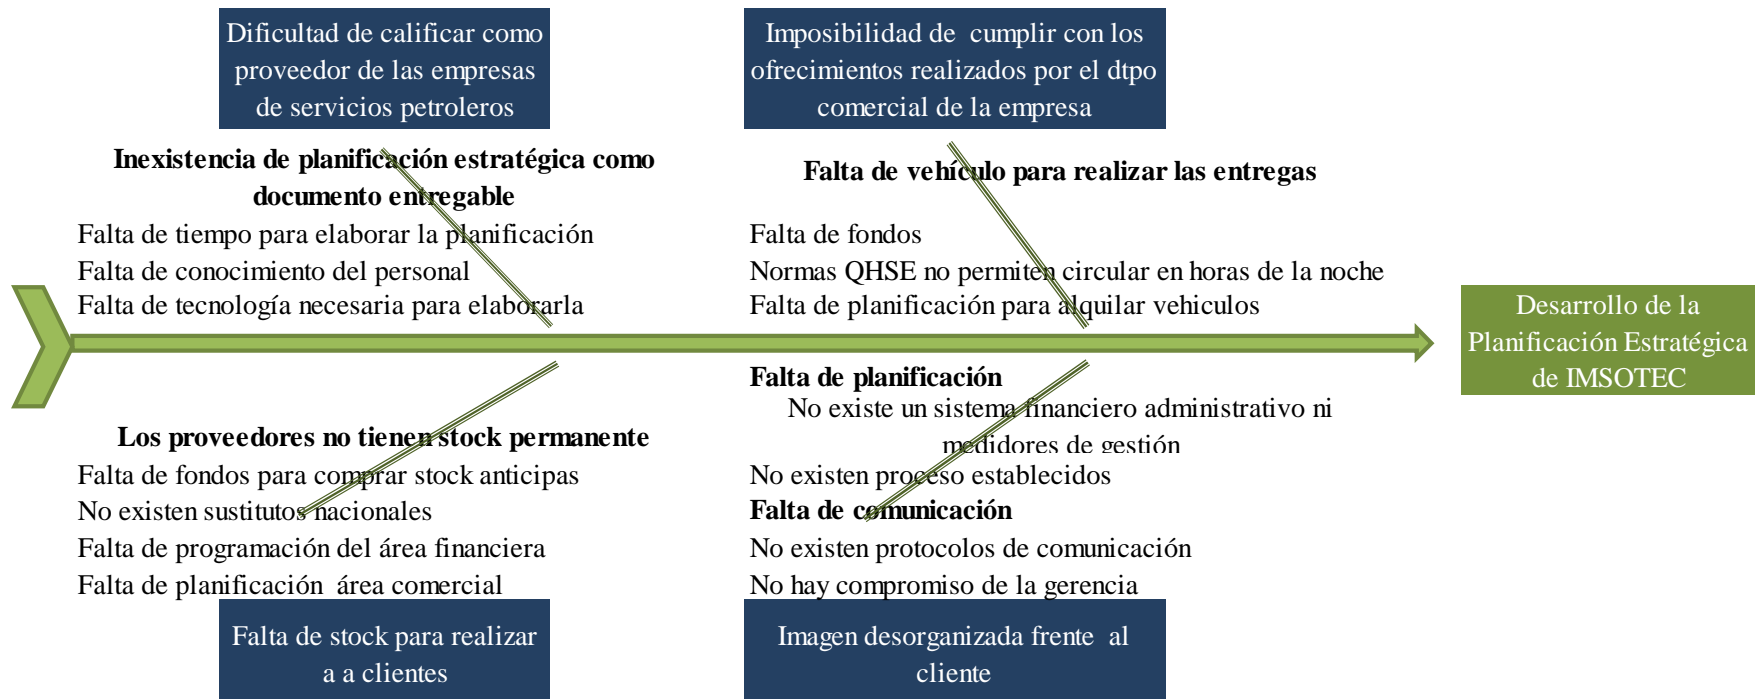 Dificultad de calificar como
proveedor de las empresas
de servicios petroleros
Imposibilidad de  cumplir con los
ofrecimientos realizados por el dtpo
comercial de la empresa
Inexistencia de planificación estratégica como
documento entregable
Falta de tiempo para elaborar la planificación
Falta de conocimiento del personal
Falta de tecnología necesaria para elaborarla
Falta de vehículo para realizar las entregas
Falta de fondos
Normas QHSE no permiten circular en horas de la noche
Falta de planificación para alquilar vehiculos
Desarrollo de la
Planificación Estratégica
de IMSOTEC
Los proveedores no tienen stock permanente
Falta de fondos para comprar stock anticipas
No existen sustitutos nacionales
Falta de programación del área financiera
Falta de planificación  área comercial
Falta de planificación
No existe un sistema financiero administrativo ni
medidores de gestión
No existen proceso establecidos
Falta de comunicación
No existen protocolos de comunicación
No hay compromiso de la gerencia
Falta de stock para realizar
a a clientes
Imagen desorganizada frente  al
cliente